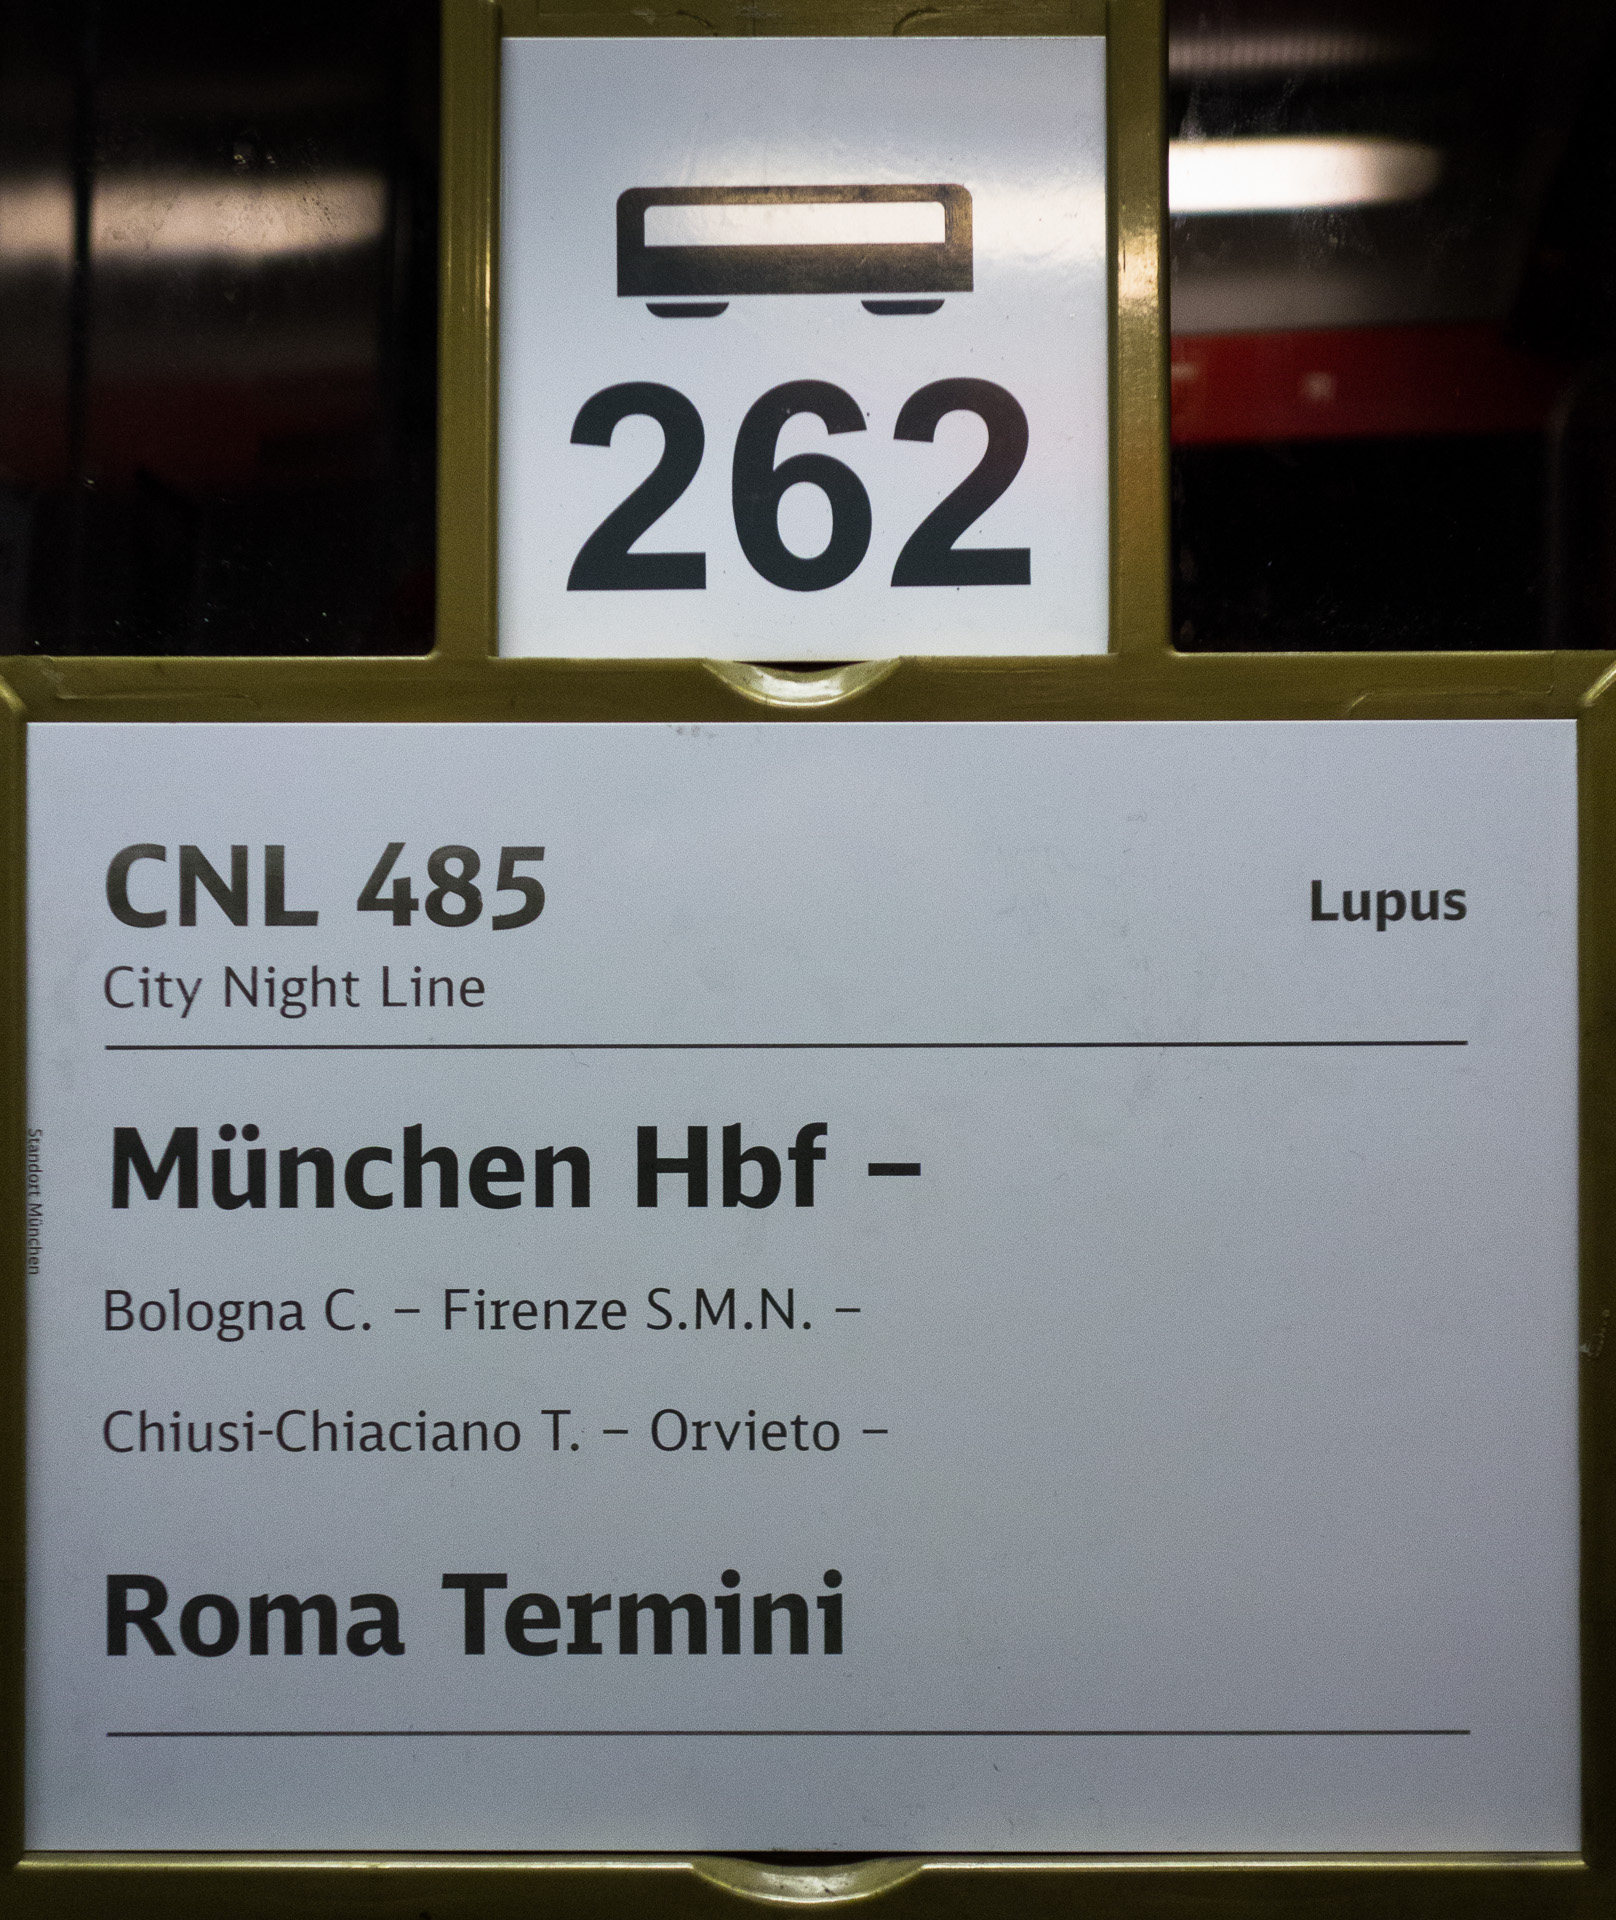 262
CNL 485
Lupus
City Night Line
München Hbf –
Bologna C. – Firenze S.M.N. –
Chiusi-Chiaciano T. – Orvieto –
Roma Termini
Standort München